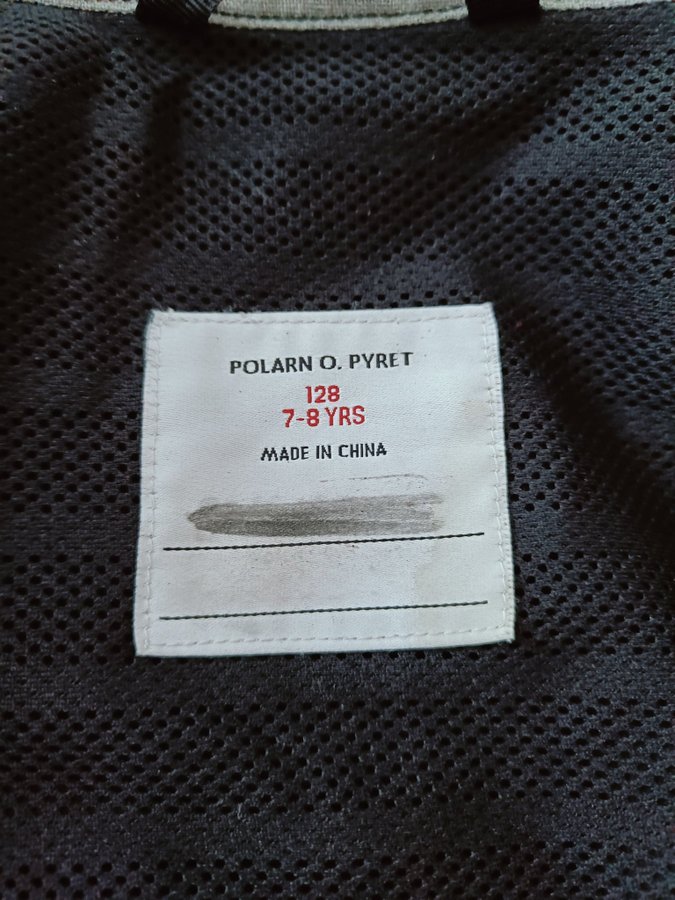 POLARN O. PYRET
128
7-8 YRS
MADE IN CHINA